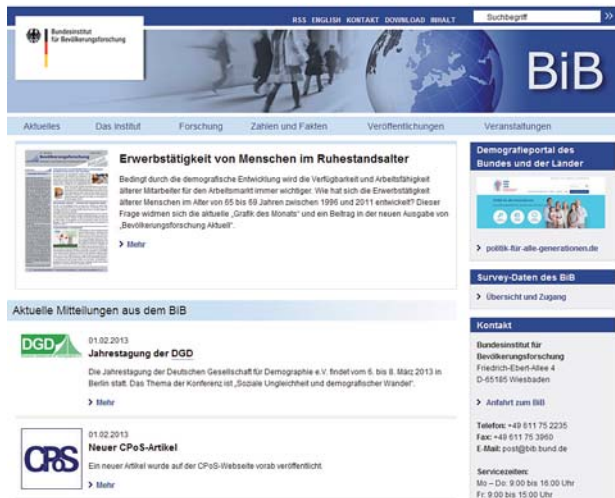 RSS ENGLISH KONTAKT DOWNLOAD INHALT
Suchbegriff
Bundesinstitut
für Bevölkerungsforschung
BiB
Aktuelles Das Institut Forschung Zahlen und Fakten Veröffentlichungen Veranstaltungen
Bevölkerungsforschung
Erwerbstätigkeit von Menschen im Ruhestandsalter
Bedingt durch die demografische Entwicklung wird die Verfügbarkeit und Arbeitsfähigkeit
älterer Mitarbeiter für den Arbeitsmarkt immer wichtiger. Wie hat sich die Erwerbstätigkeit
älterer Menschen im Alter von 65 bis 69 Jahren zwischen 1996 und 2011 entwickelt? Dieser
Frage widmen sich die aktuelle „Grafik des Monats“ und ein Beitrag in der neuen Ausgabe von
„Bevölkerungsforschung Aktuell“.
Mehr
Aktuelle Mitteilungen aus dem BiB
DGD
01.02.2013
Jahrestagung der DGD
Die Jahrestagung der Deutschen Gesellschaft für Demographie e.V. findet vom 6. bis 8. März 2013 in
Berlin statt. Das Thema der Konferenz ist „Soziale Ungleichheit und demografischer Wandel“.
Mehr
CPoS
01.02.2013
Neuer CPoS-Artikel
Ein neuer Artikel wurde auf der CPoS-Webseite vorab veröffentlicht.
Mehr
Demografieportal des
Bundes und der Länder
politik-für-alle-generationen.de
Survey-Daten des BiB
Übersicht und Zugang
Kontakt
Bundesinstitut für
Bevölkerungsforschung
Friedrich-Ebert-Allee 4
D-65185 Wiesbaden
Anfahrt zum BiB
Telefon: +49 611 75 2235
Fax: +49 611 75 3960
E-Mail: post@bib.bund.de
Servicezeiten:
Mo – Do: 9:00 bis 16:00 Uhr
Fr: 9:00 bis 15:00 Uhr